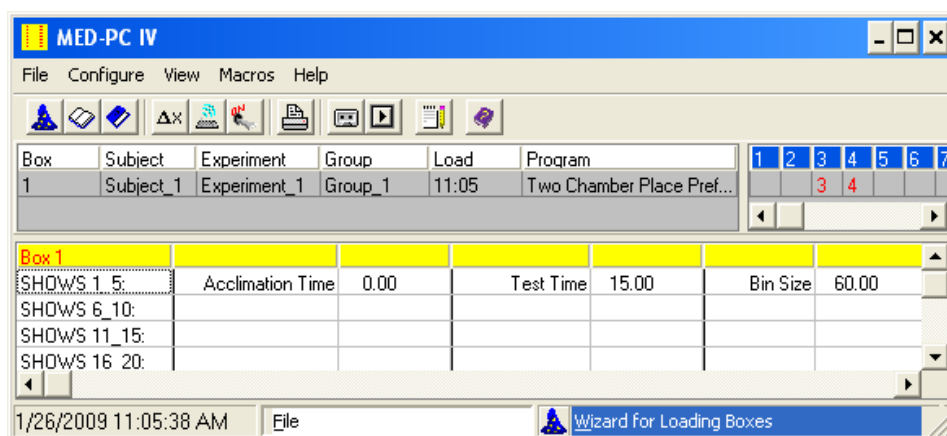 MED-PC IV
File Configure View Macros Help
Δx
Box Subject Experiment Group Load Program 1 2 3 4 5 6 7
1 Subject_1 Experiment_1 Group_1 11:05 Two Chamber Place Pref... 3 4
Box 1
SHOWS 1_5: Acclimation Time 0.00 Test Time 15.00 Bin Size 60.00
SHOWS 6_10:
SHOWS 11_15:
SHOWS 16_20:
1/26/2009 11:05:38 AM File Wizard for Loading Boxes